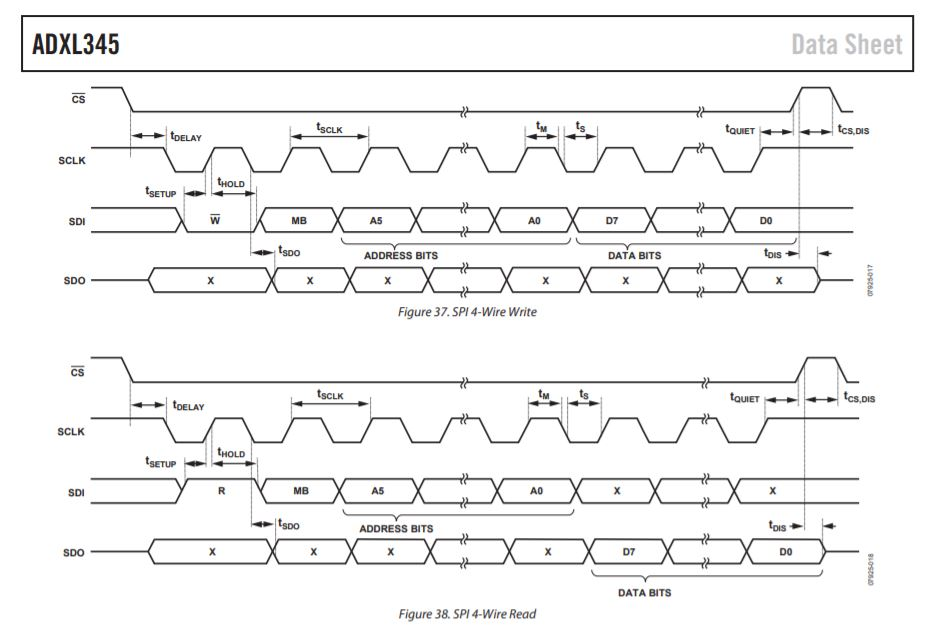 ADXL345 Data Sheet
CS
tDELAY
tSCLK
tM tS
tQUIET tCS,DIS
SCLK
tSETUP tHOLD
SDI W MB A5 A0 D7 D0
tSDO ADDRESS BITS DATA BITS tDIS
SDO X X X X X X
07925-017
Figure 37. SPI 4-Wire Write
CS
tDELAY
tSCLK
tM tS
tQUIET tCS,DIS
SCLK
tSETUP tHOLD
SDI R MB A5 A0 X X
tSDO ADDRESS BITS tDIS
SDO X X X X D7 D0
DATA BITS
07925-018
Figure 38. SPI 4-Wire Read